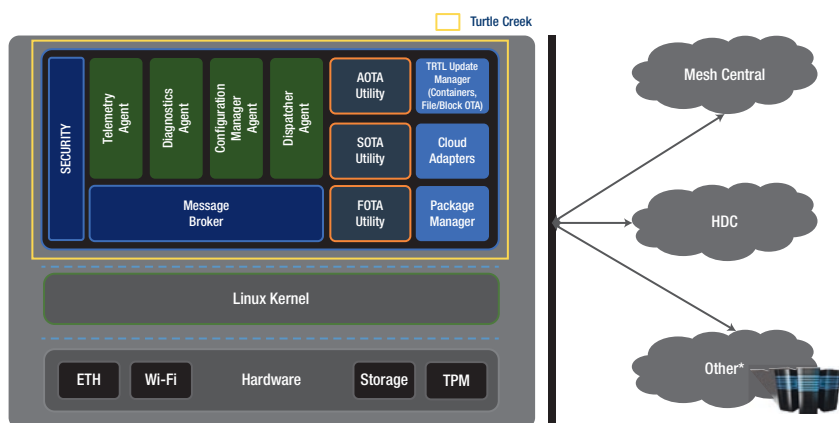 Turtle Creek
SECURITY
Telemetry
Agent
Diagnostics
Agent
Configuration
Manager
Agent
Dispatcher
Agent
AOTA
Utility
TRTL Update
Manager
(Containers,
File/Block OTA)
SOTA
Utility
Cloud
Adapters
Message
Broker
FOTA
Utility
Package
Manager
Linux Kernel
ETH
Wi-Fi
Hardware
Storage
TPM
Mesh Central
HDC
Other*